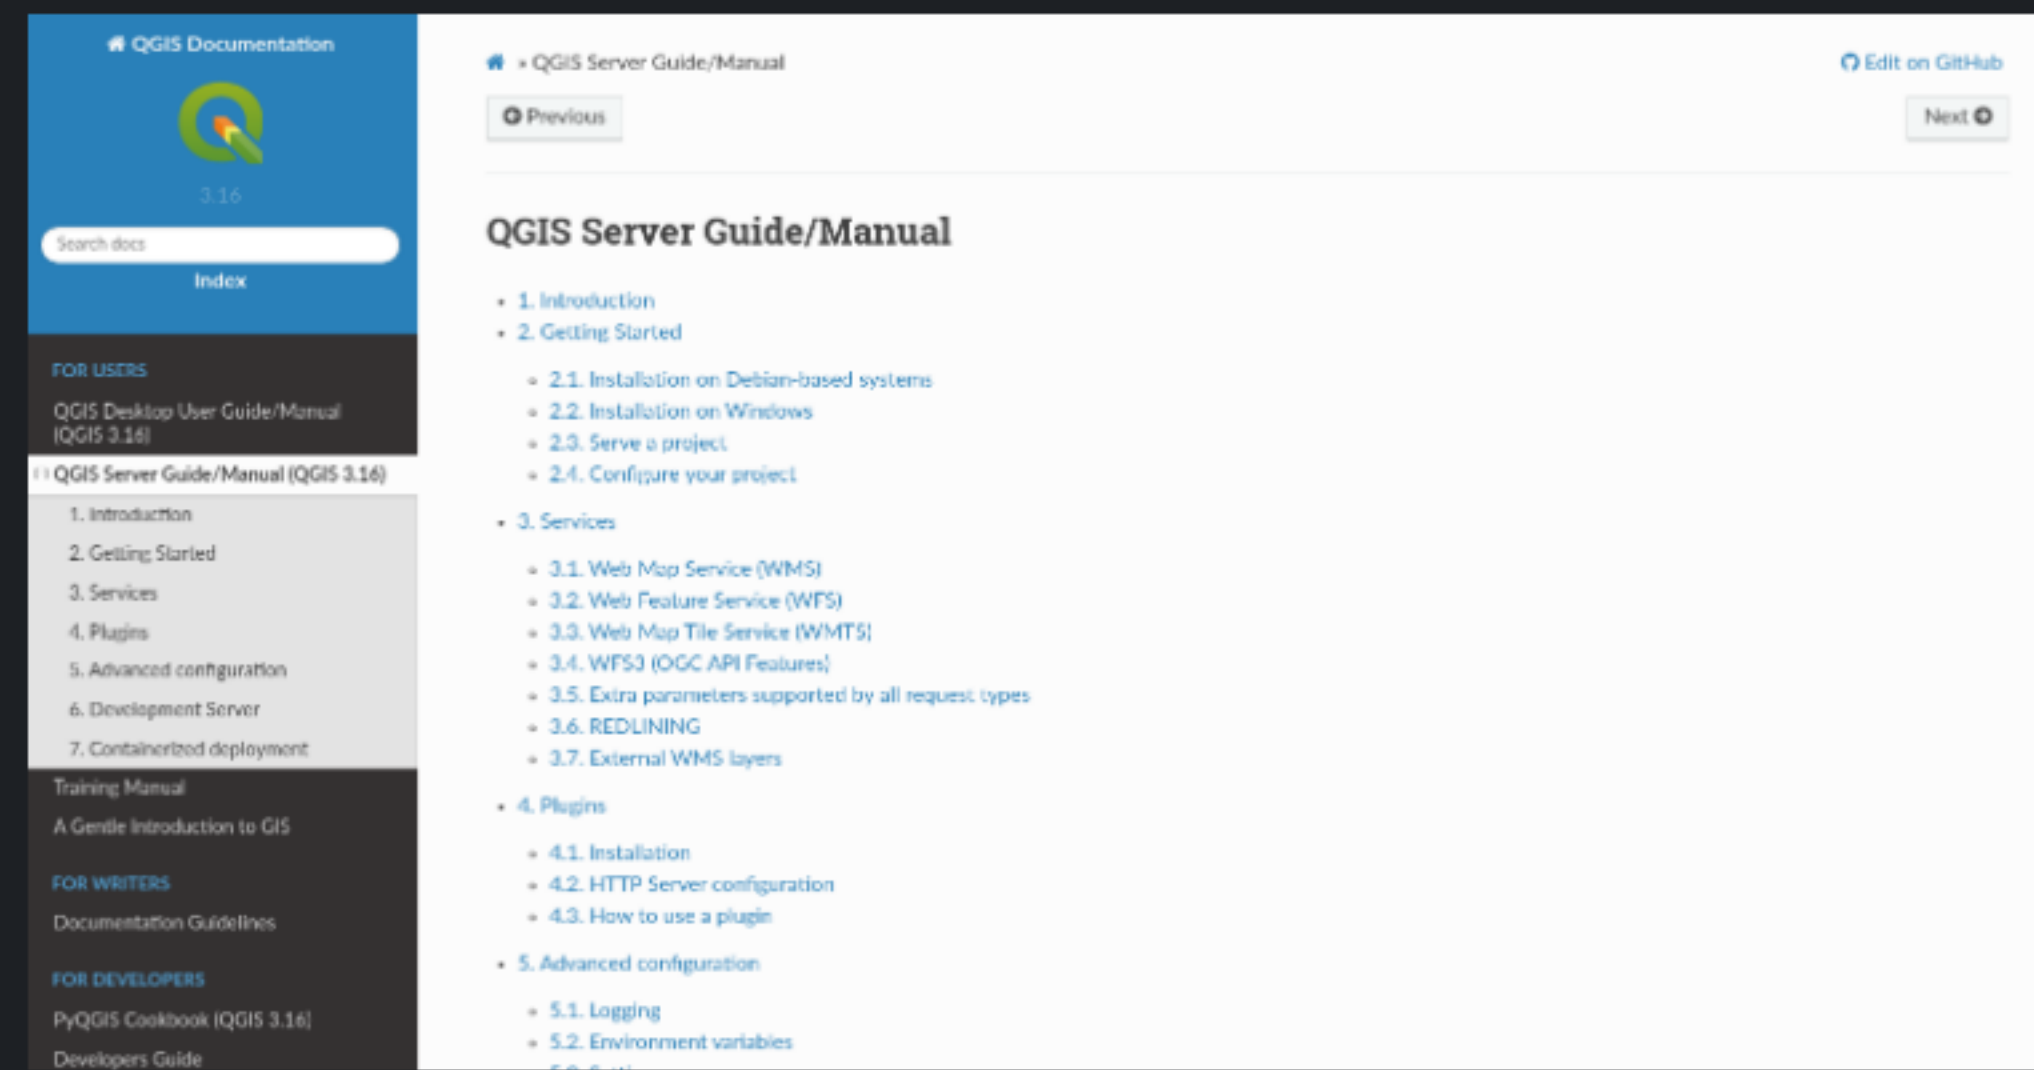 QGIS Documentation
3.16
Search docs
Index
FOR USERS
QGIS Desktop User Guide/Manual
(QGIS 3.16)
QGIS Server Guide/Manual (QGIS 3.16)
1. Introduction
2. Getting Started
3. Services
4. Plugins
5. Advanced configuration
6. Development Server
7. Containerized deployment
Training Manual
A Gentle Introduction to GIS
FOR WRITERS
Documentation Guidelines
FOR DEVELOPERS
PyQGIS Cookbook (QGIS 3.16)
Developers Guide
» QGIS Server Guide/Manual
Edit on GitHub
Previous
Next
QGIS Server Guide/Manual
• 1. Introduction
• 2. Getting Started
◦ 2.1. Installation on Debian-based systems
◦ 2.2. Installation on Windows
◦ 2.3. Serve a project
◦ 2.4. Configure your project
• 3. Services
◦ 3.1. Web Map Service (WMS)
◦ 3.2. Web Feature Service (WFS)
◦ 3.3. Web Map Tile Service (WMTS)
◦ 3.4. WFS3 (OGC API Features)
◦ 3.5. Extra parameters supported by all request types
◦ 3.6. REDLINING
◦ 3.7. External WMS layers
• 4. Plugins
◦ 4.1. Installation
◦ 4.2. HTTP Server configuration
◦ 4.3. How to use a plugin
• 5. Advanced configuration
◦ 5.1. Logging
◦ 5.2. Environment variables